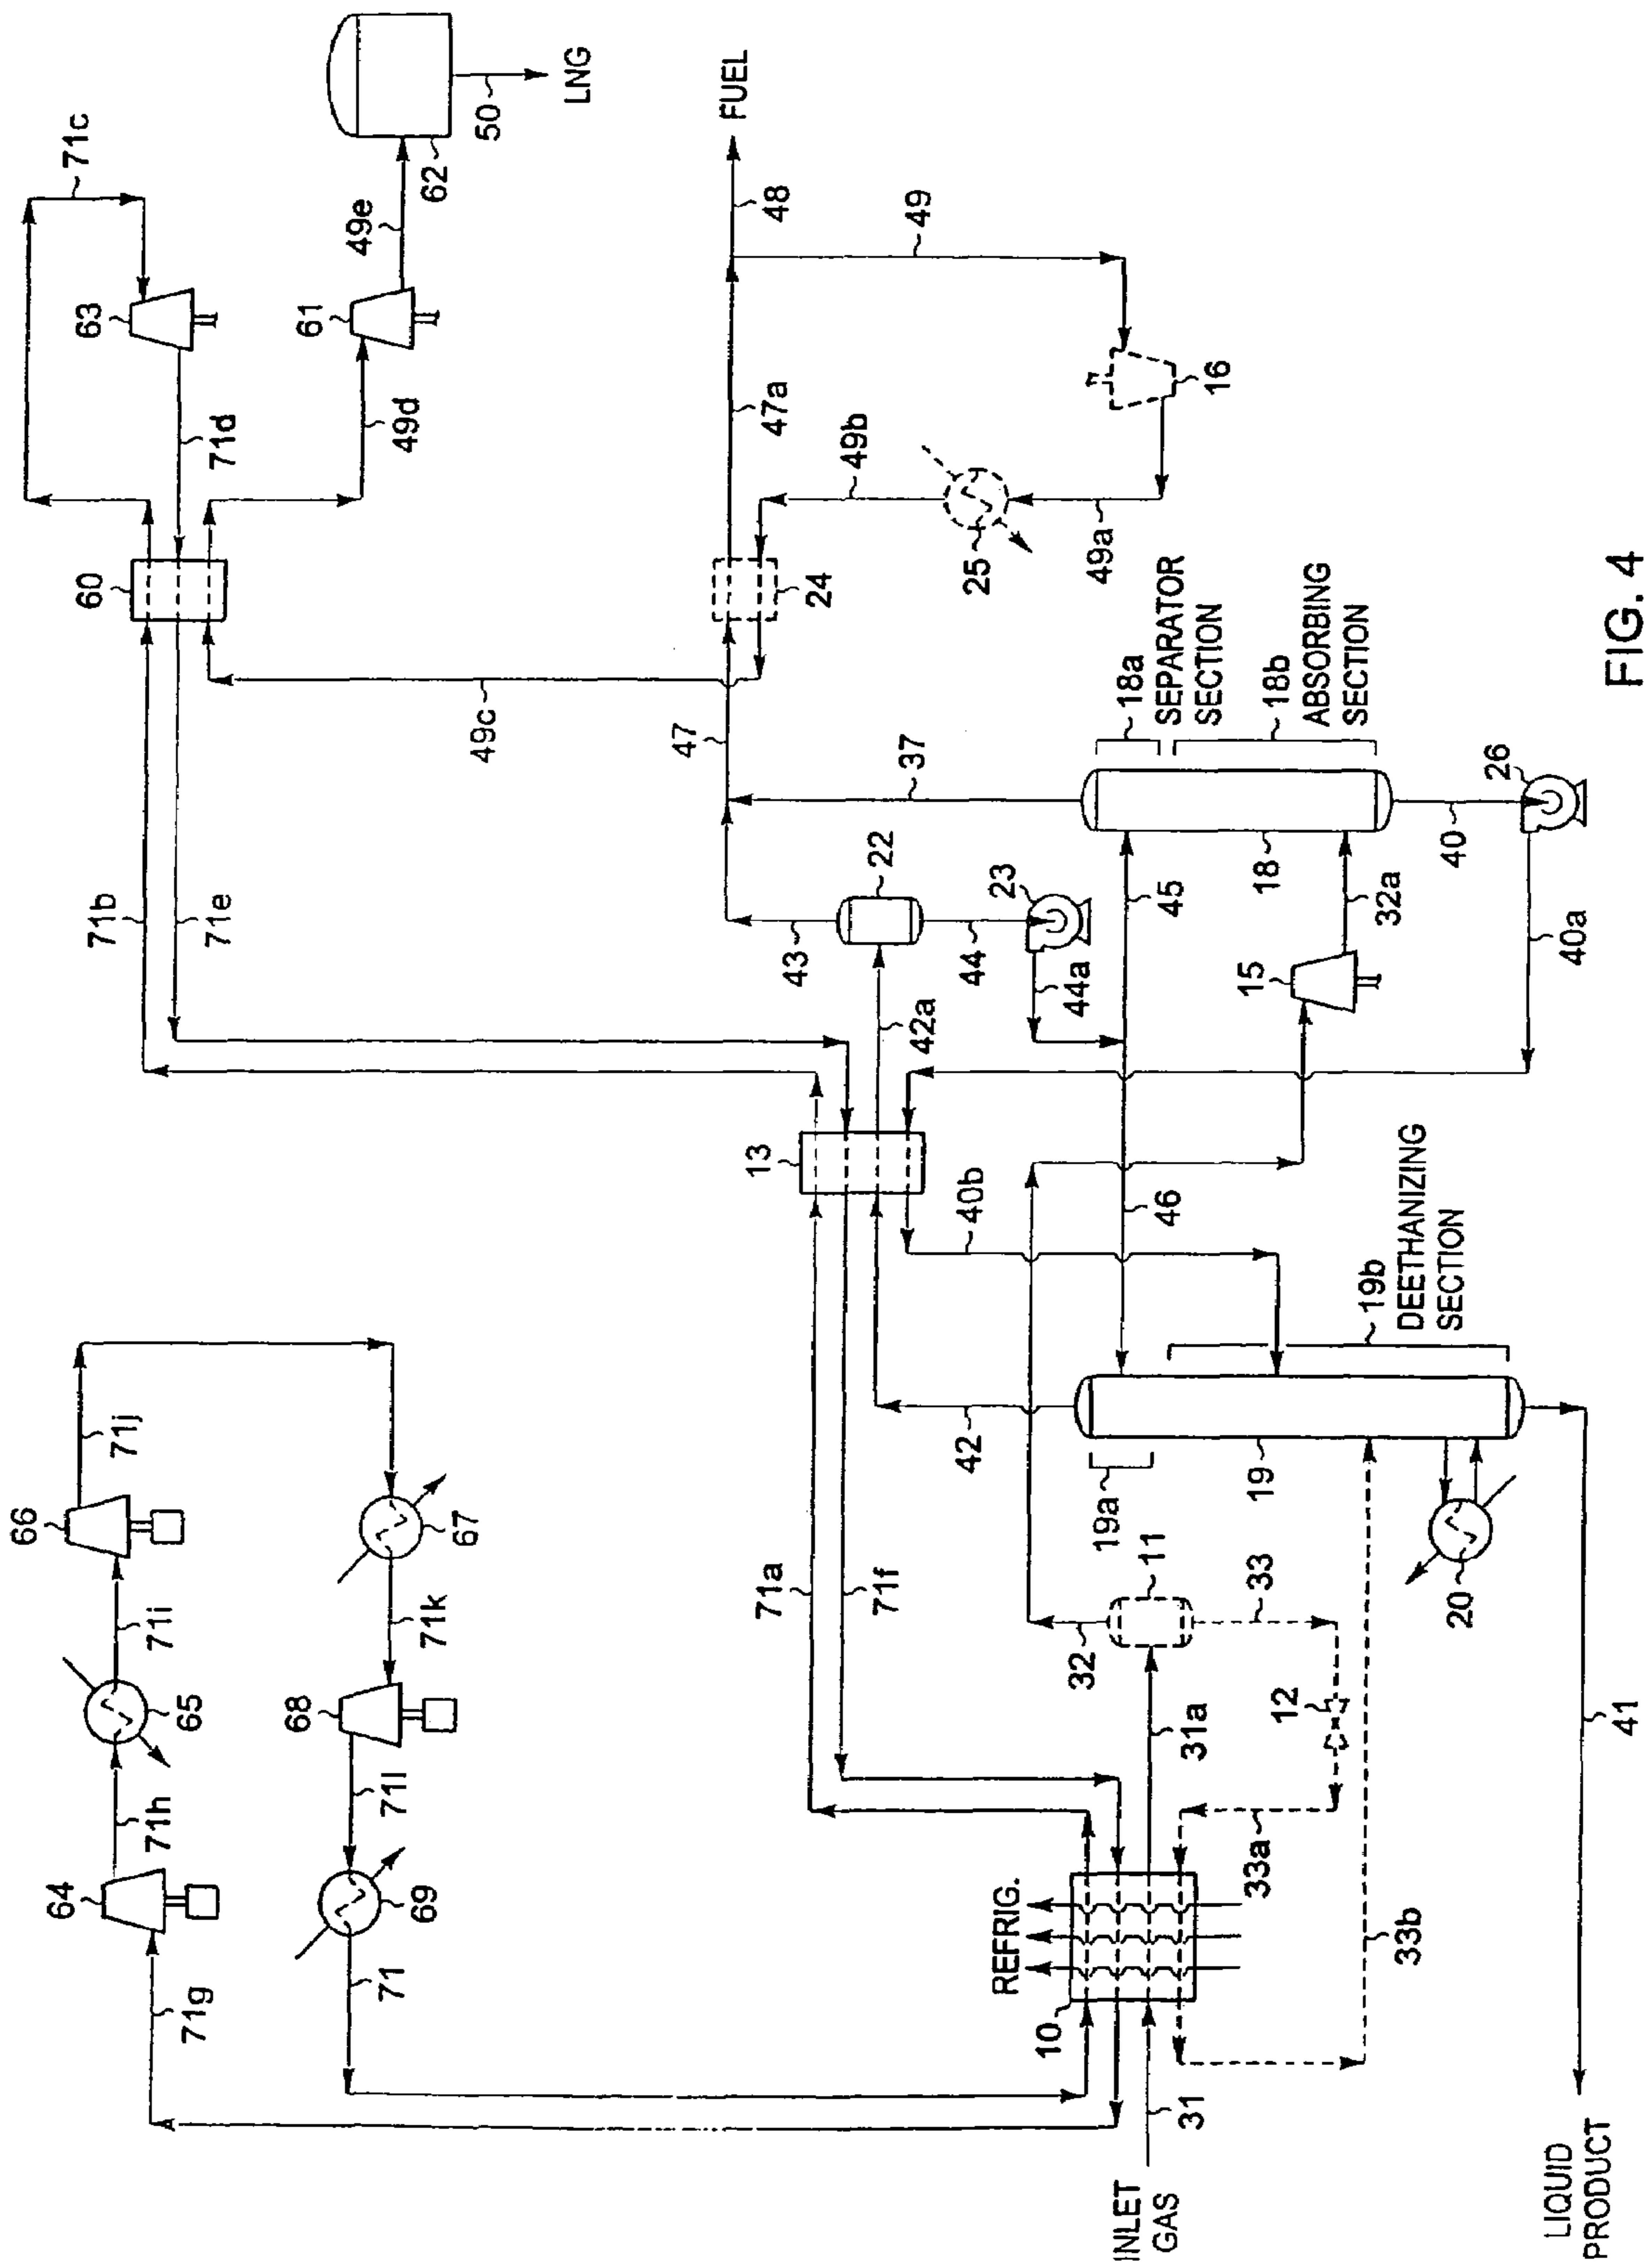 66
64
71h
65
71i
71j
60
71c
63
71g
71l
68
71k
67
71b
71e
71d
61
49e
62
71
69
49d
50
LNG
49c
71a
71f
13
47
47a
FUEL
43
22
37
24
48
49b
49
42
42a
44
23
25
REFRIG.
32
40b
44a
49a
16
10
31a
11
19a
46
45
18a
SEPARATOR
SECTION
INLET
GAS
31
33a
12
33
19
15
18
18b
ABSORBING
SECTION
32a
33b
20
19b
DEETHANIZING
SECTION
40
26
40a
LIQUID
PRODUCT
41
FIG. 4